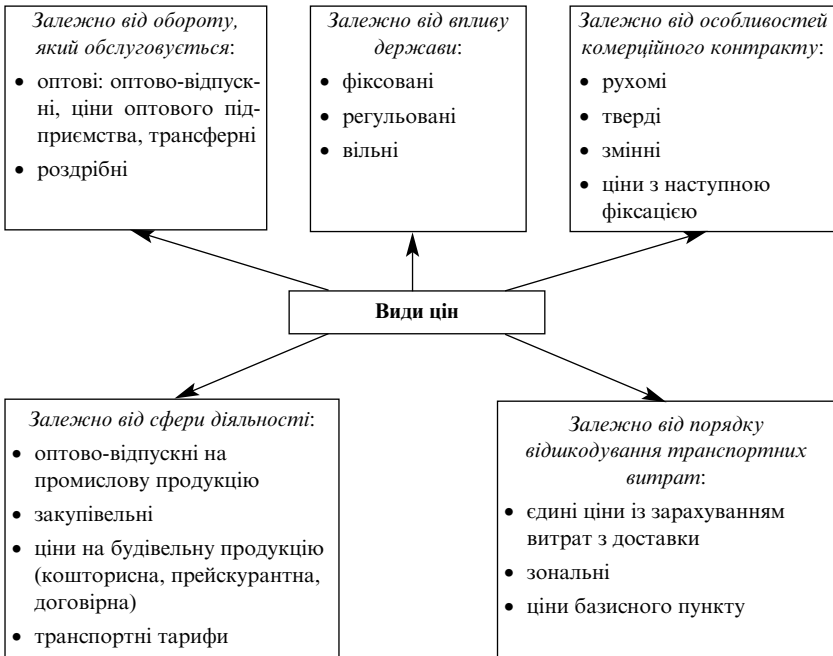 Залежно від обороту,
який обслуговується:
• оптові: оптово-відпуск-
ні, ціни оптового під-
приємства, трансферні
• роздрібні
Залежно від впливу
держави:
• фіксовані
• регульовані
• вільні
Залежно від особливостей
комерційного контракту:
• рухомі
• тверді
• змінні
• ціни з наступною
фіксацією
Види цін
Залежно від сфери діяльності:
• оптово-відпускні на
промислову продукцію
• закупівельні
• ціни на будівельну продукцію
(кошторисна, прейскурантна,
договірна)
• транспортні тарифи
Залежно від порядку
відшкодування транспортних
витрат:
• єдині ціни із зарахуванням
витрат з доставки
• зональні
• ціни базисного пункту